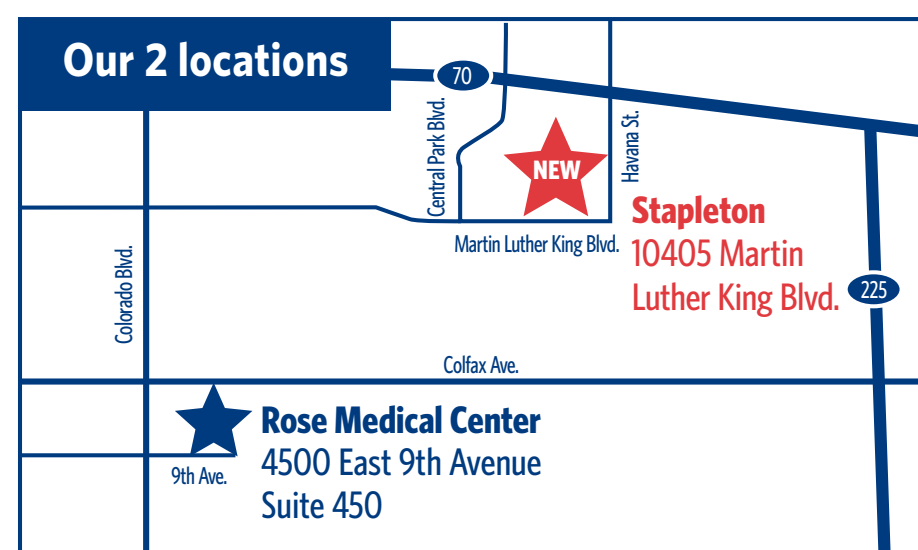 Our 2 locations
70
Central Park Blvd.
Havana St.
NEW
Stapleton
10405 Martin
Luther King Blvd.
Martin Luther King Blvd.
225
Colorado Blvd.
Colfax Ave.
Rose Medical Center
4500 East 9th Avenue
Suite 450
9th Ave.